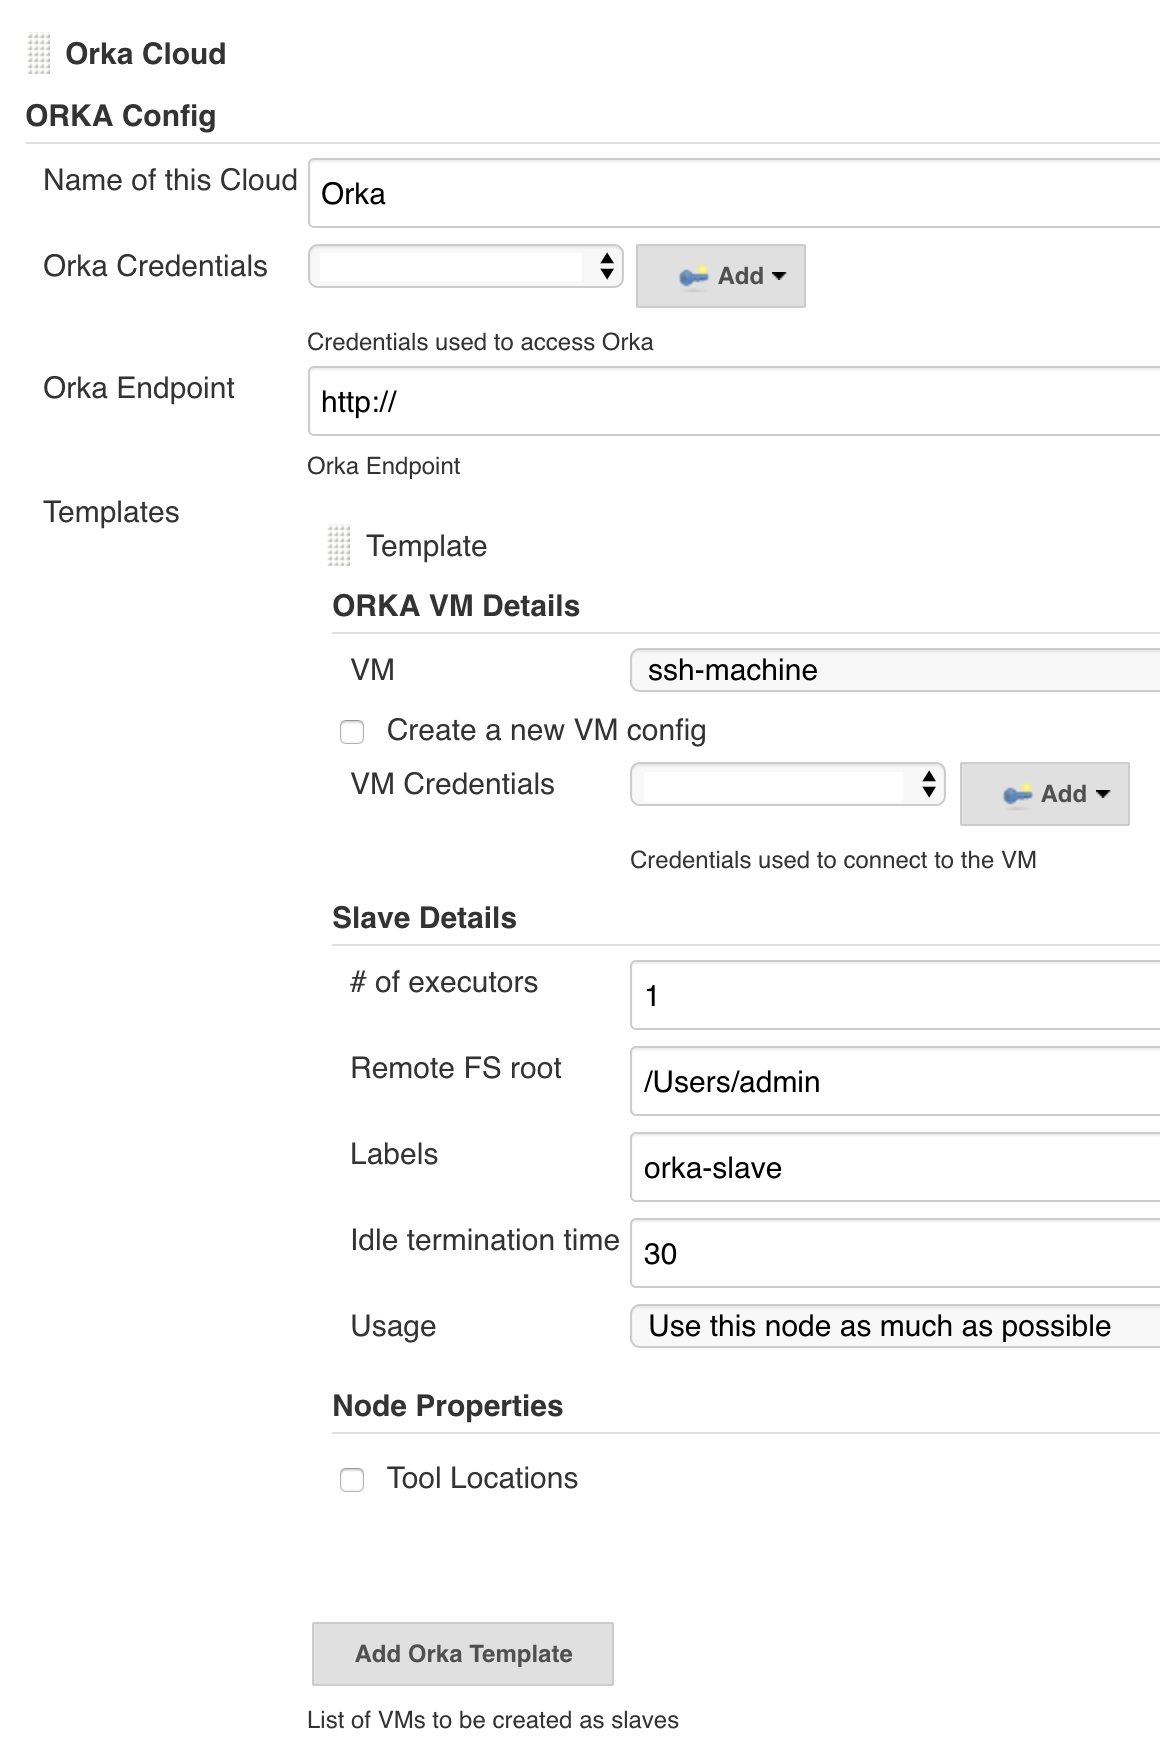 Orka Cloud
ORKA Config
Name of this Cloud Orka
Orka Credentials Add
Credentials used to access Orka
Orka Endpoint http://
Orka Endpoint
Templates
Template
ORKA VM Details
VM ssh-machine
Create a new VM config
VM Credentials Add
Credentials used to connect to the VM
Slave Details
# of executors 1
Remote FS root /Users/admin
Labels orka-slave
Idle termination time 30
Usage Use this node as much as possible
Node Properties
Tool Locations
Add Orka Template
List of VMs to be created as slaves